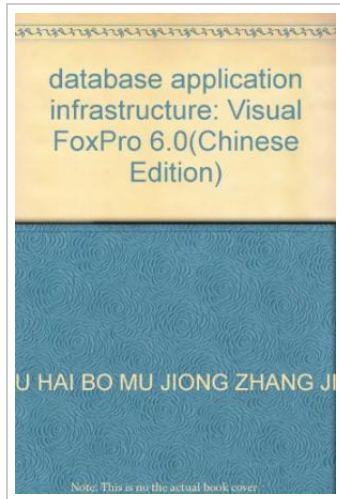 database application
infrastructure: Visual
FoxPro 6.0(Chinese
Edition)
U HAI BO MU JIONG ZHANG JI
Note: This is no the actual book cover